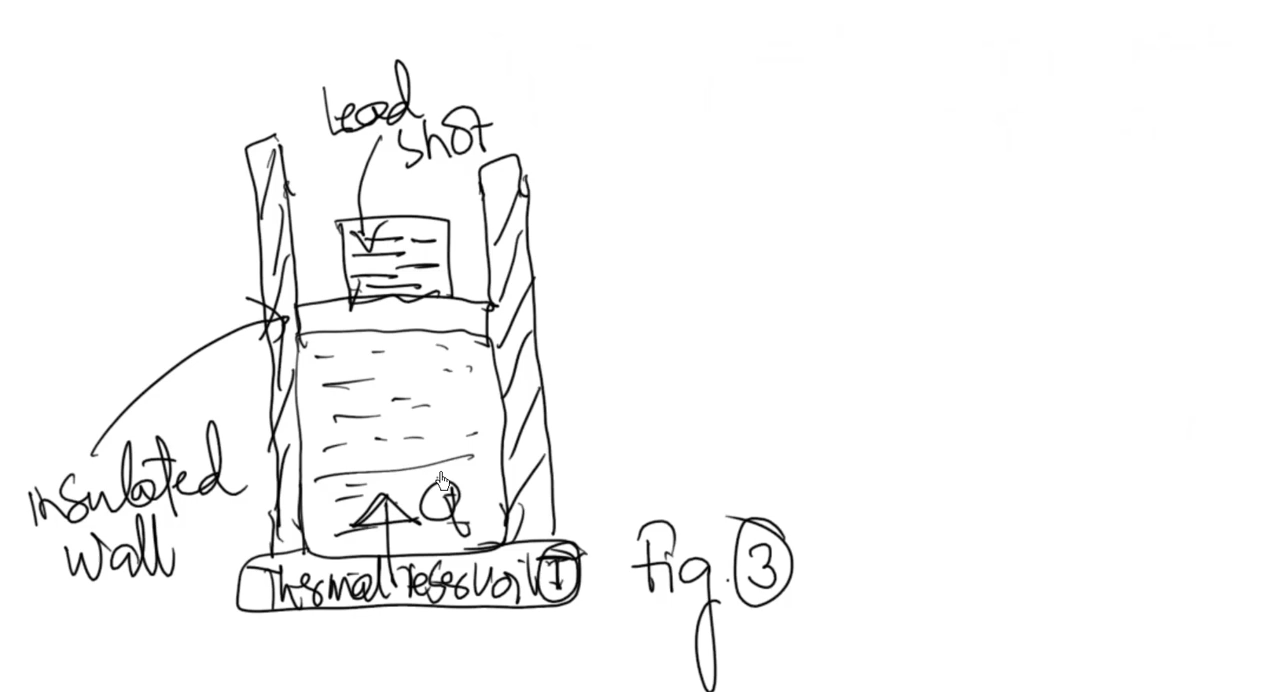 Lead
shot
insulated
wall
Q
Thermal reservoir T
Fig. 3